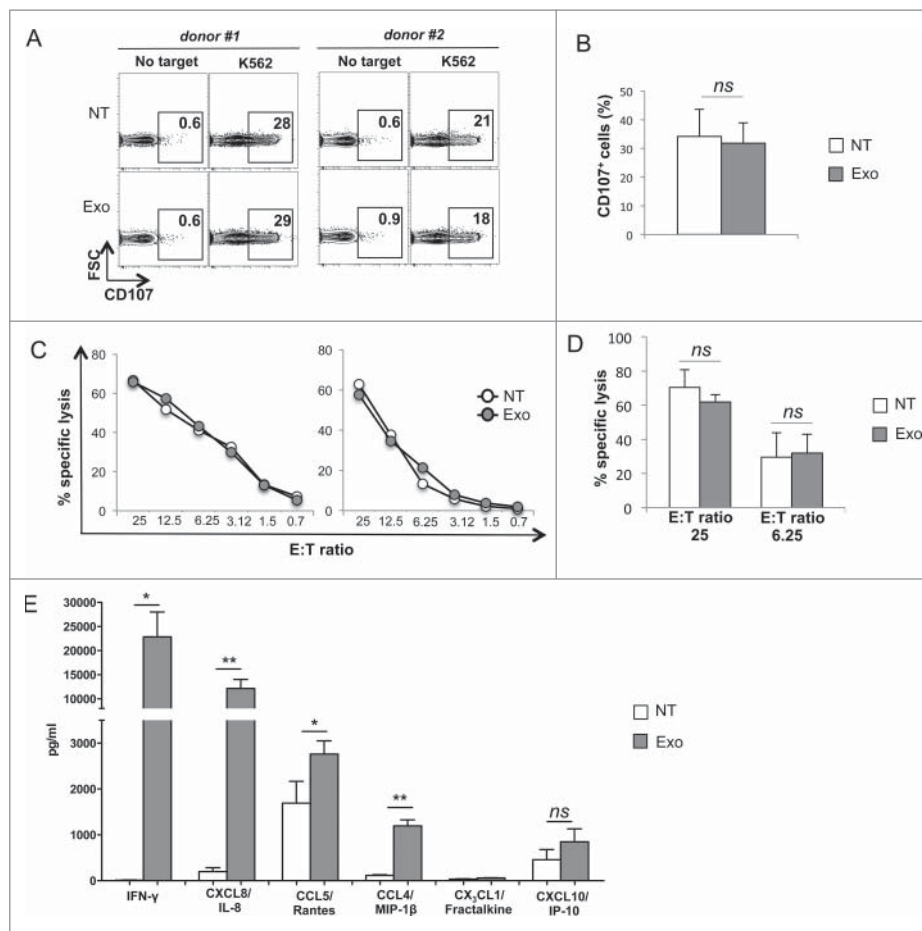 A
donor #1
donor #2
No target
K562
No target
K562
NT
0.6
28
0.6
21
Exo
0.6
29
0.9
18
FSC
CD107
B
CD107+ cells (%)
50
40
30
20
10
0
ns
NT
Exo
C
% specific lysis
80
60
40
20
0
25 12.5 6.25 3.12 1.5 0.7
80
60
40
20
0
25 12.5 6.25 3.12 1.5 0.7
NT
Exo
E:T ratio
D
% specific lysis
100
80
60
40
20
0
ns
ns
E:T ratio
25
E:T ratio
6.25
NT
Exo
E
pg/ml
30000
25000
20000
15000
10000
3000
2000
1000
0
*
**
*
**
ns
IFN-γ
CXCL8/
IL-8
CCL5/
Rantes
CCL4/
MIP-1β
CX₃CL1/
Fractalkine
CXCL10/
IP-10
NT
Exo